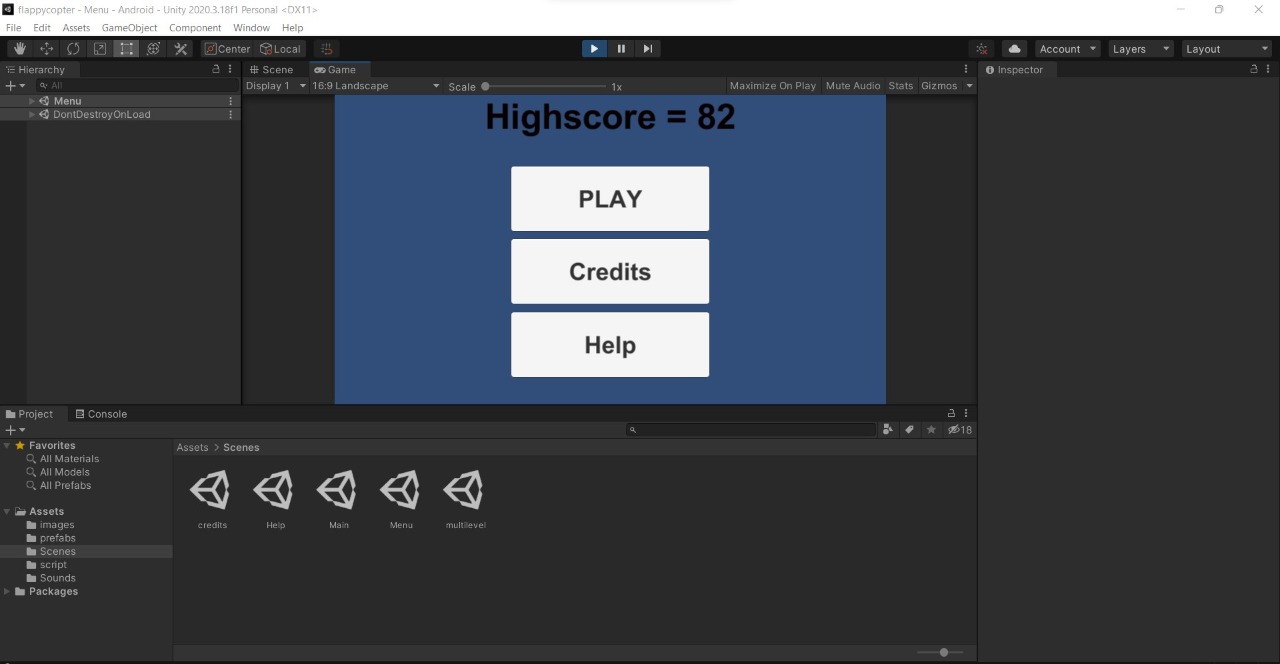 flappycopter - Menu - Android - Unity 2020.3.18f1 Personal <DX11>
File Edit Assets GameObject Component Window Help
Center Local Account Layers Layout
Hierarchy Scene Game Inspector
All Display 1 16:9 Landscape Scale 1x Maximize On Play Mute Audio Stats Gizmos
Menu
DontDestroyOnLoad
Highscore = 82
PLAY
Credits
Help
Project Console
18
Favorites
All Materials
All Models
All Prefabs
Assets
images
prefabs
Scenes
script
Sounds
Packages
Assets > Scenes
credits Help Main Menu multilevel